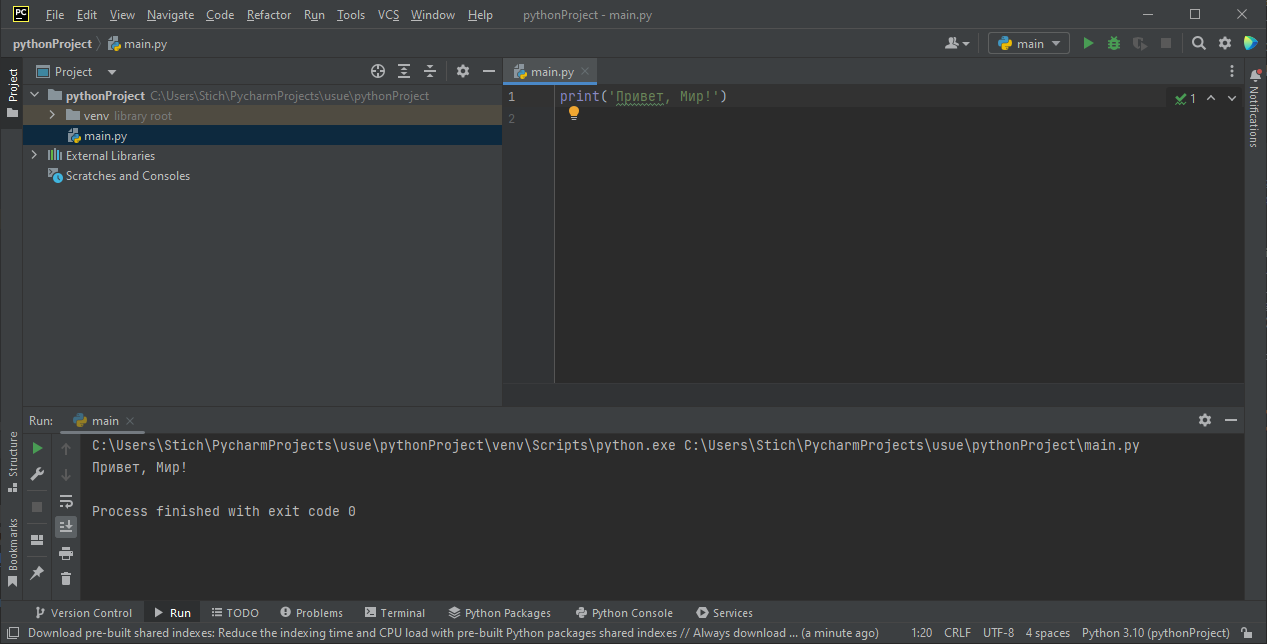 PC File Edit View Navigate Code Refactor Run Tools VCS Window Help pythonProject - main.py
pythonProject main.py main
Project Project main.py
pythonProject C:\Users\Stich\PycharmProjects\usue\pythonProject
venv library root
main.py
External Libraries
Scratches and Consoles
1 print('Привет, Мир!') 1
2
Notifications
Run: main
C:\Users\Stich\PycharmProjects\usue\pythonProject\venv\Scripts\python.exe C:\Users\Stich\PycharmProjects\usue\pythonProject\main.py
Привет, Мир!
Process finished with exit code 0
Structure
Bookmarks
Version Control Run TODO Problems Terminal Python Packages Python Console Services
Download pre-built shared indexes: Reduce the indexing time and CPU load with pre-built Python packages shared indexes // Always download ... (a minute ago) 1:20 CRLF UTF-8 4 spaces Python 3.10 (pythonProject)